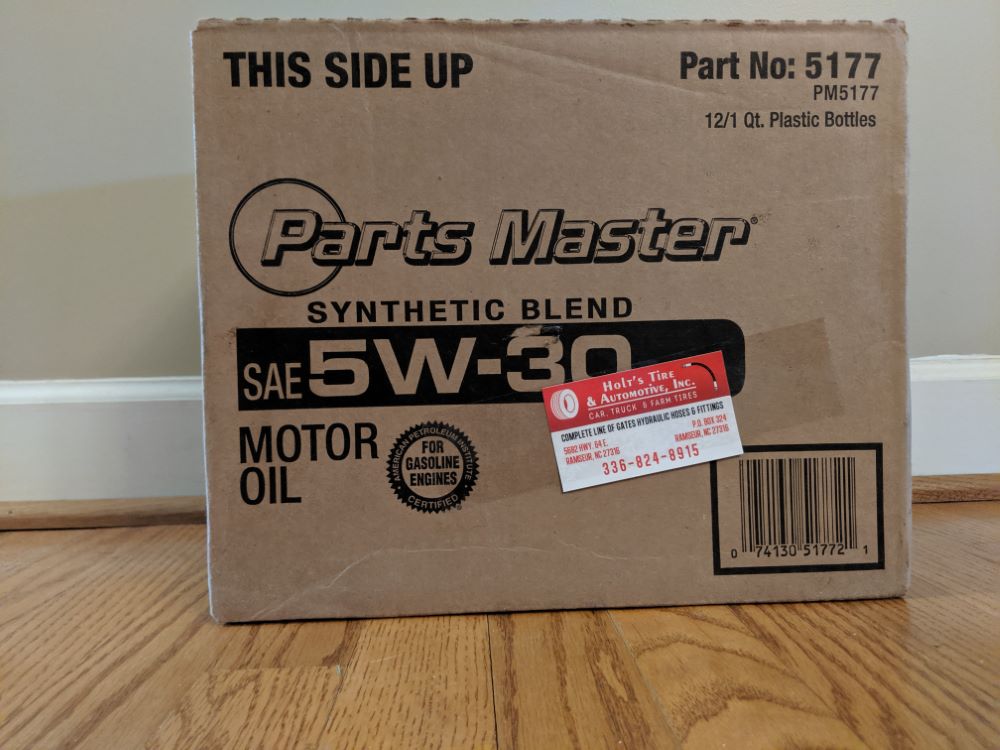 THIS SIDE UP
Part No: 5177
PM5177
12/1 Qt. Plastic Bottles
Parts Master®
SYNTHETIC BLEND
SAE 5W-30
MOTOR
OIL
AMERICAN PETROLEUM INSTITUTE
FOR
GASOLINE
ENGINES
CERTIFIED
Holt's Tire
& Automotive, Inc.
CAR, TRUCK & FARM TIRES
COMPLETE LINE OF GATES HYDRAULIC HOSES & FITTINGS
5682 HWY. 64 E.
RAMSEUR, NC 27316
P.O. BOX 324
RAMSEUR, NC 27316
336-824-8915
0 74130 51772 1